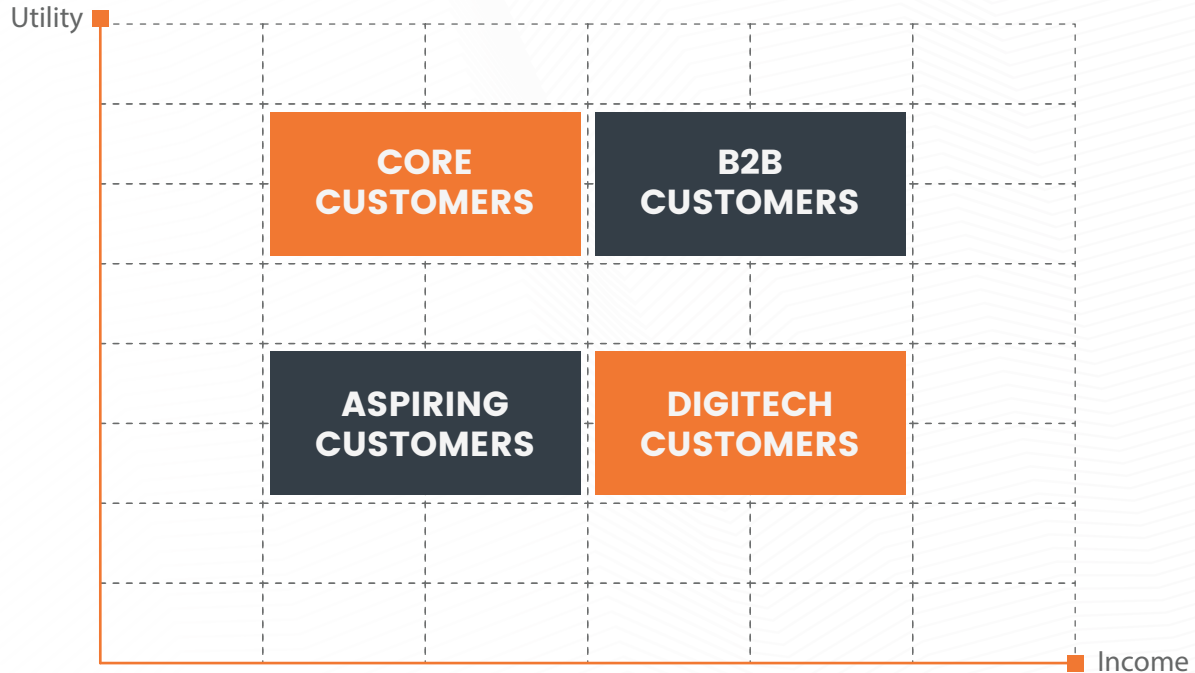 Utility
CORE
CUSTOMERS
B2B
CUSTOMERS
ASPIRING
CUSTOMERS
DIGITECH
CUSTOMERS
Income